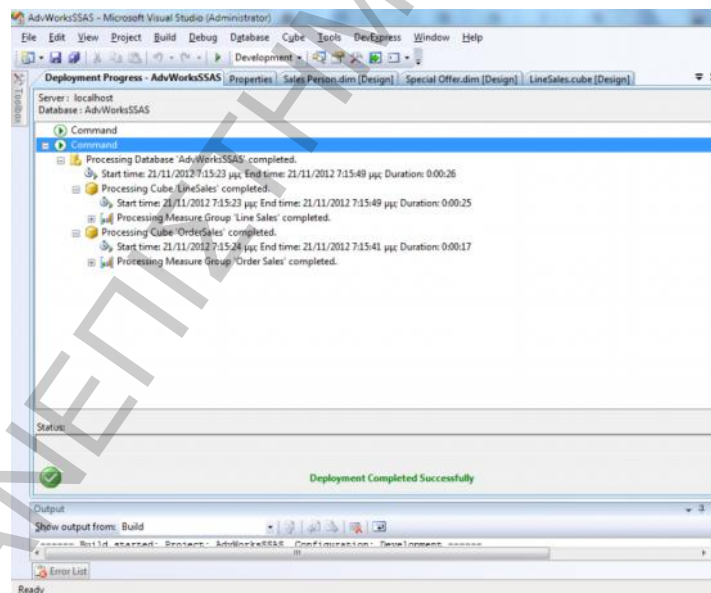 AdvWorksSSAS - Microsoft Visual Studio (Administrator)
File Edit View Project Build Debug Database Cube Tools DevExpress Window Help
Development
Deployment Progress - AdvWorksSSAS Properties Sales Person.dim [Design] Special Offer.dim [Design] LineSales.cube [Design]
Toolbox
Server: localhost
Database: AdvWorksSSAS
Command
Command
Processing Database 'AdvWorksSSAS' completed.
Start time: 21/11/2012 7:15:23 μμ; End time: 21/11/2012 7:15:49 μμ; Duration: 0:00:26
Processing Cube 'LineSales' completed.
Start time: 21/11/2012 7:15:23 μμ; End time: 21/11/2012 7:15:49 μμ; Duration: 0:00:25
Processing Measure Group 'Line Sales' completed.
Processing Cube 'OrderSales' completed.
Start time: 21/11/2012 7:15:24 μμ; End time: 21/11/2012 7:15:41 μμ; Duration: 0:00:17
Processing Measure Group 'Order Sales' completed.
Status:
Deployment Completed Successfully
Output
Show output from: Build
------ Build started: Project: AdvWorksSSAS, Configuration: Development ------
Error List
Ready